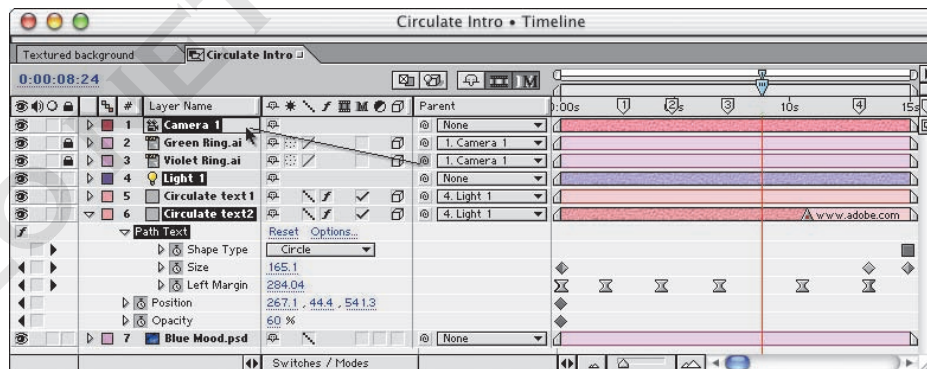 Circulate Intro • Timeline
Textured background Circulate Intro
0:00:08:24
# Layer Name Parent
0:00s 1 2s 3 10s 4 15s
1 Camera 1 None
2 Green Ring.ai 1. Camera 1
3 Violet Ring.ai 1. Camera 1
4 Light 1 None
5 Circulate text1 4. Light 1
6 Circulate text2 4. Light 1 www.adobe.com
Path Text Reset Options...
Shape Type Circle
Size 165.1
Left Margin 284.04
Position 267.1 , 44.4 , 541.3
Opacity 60 %
7 Blue Mood.psd None
Switches / Modes